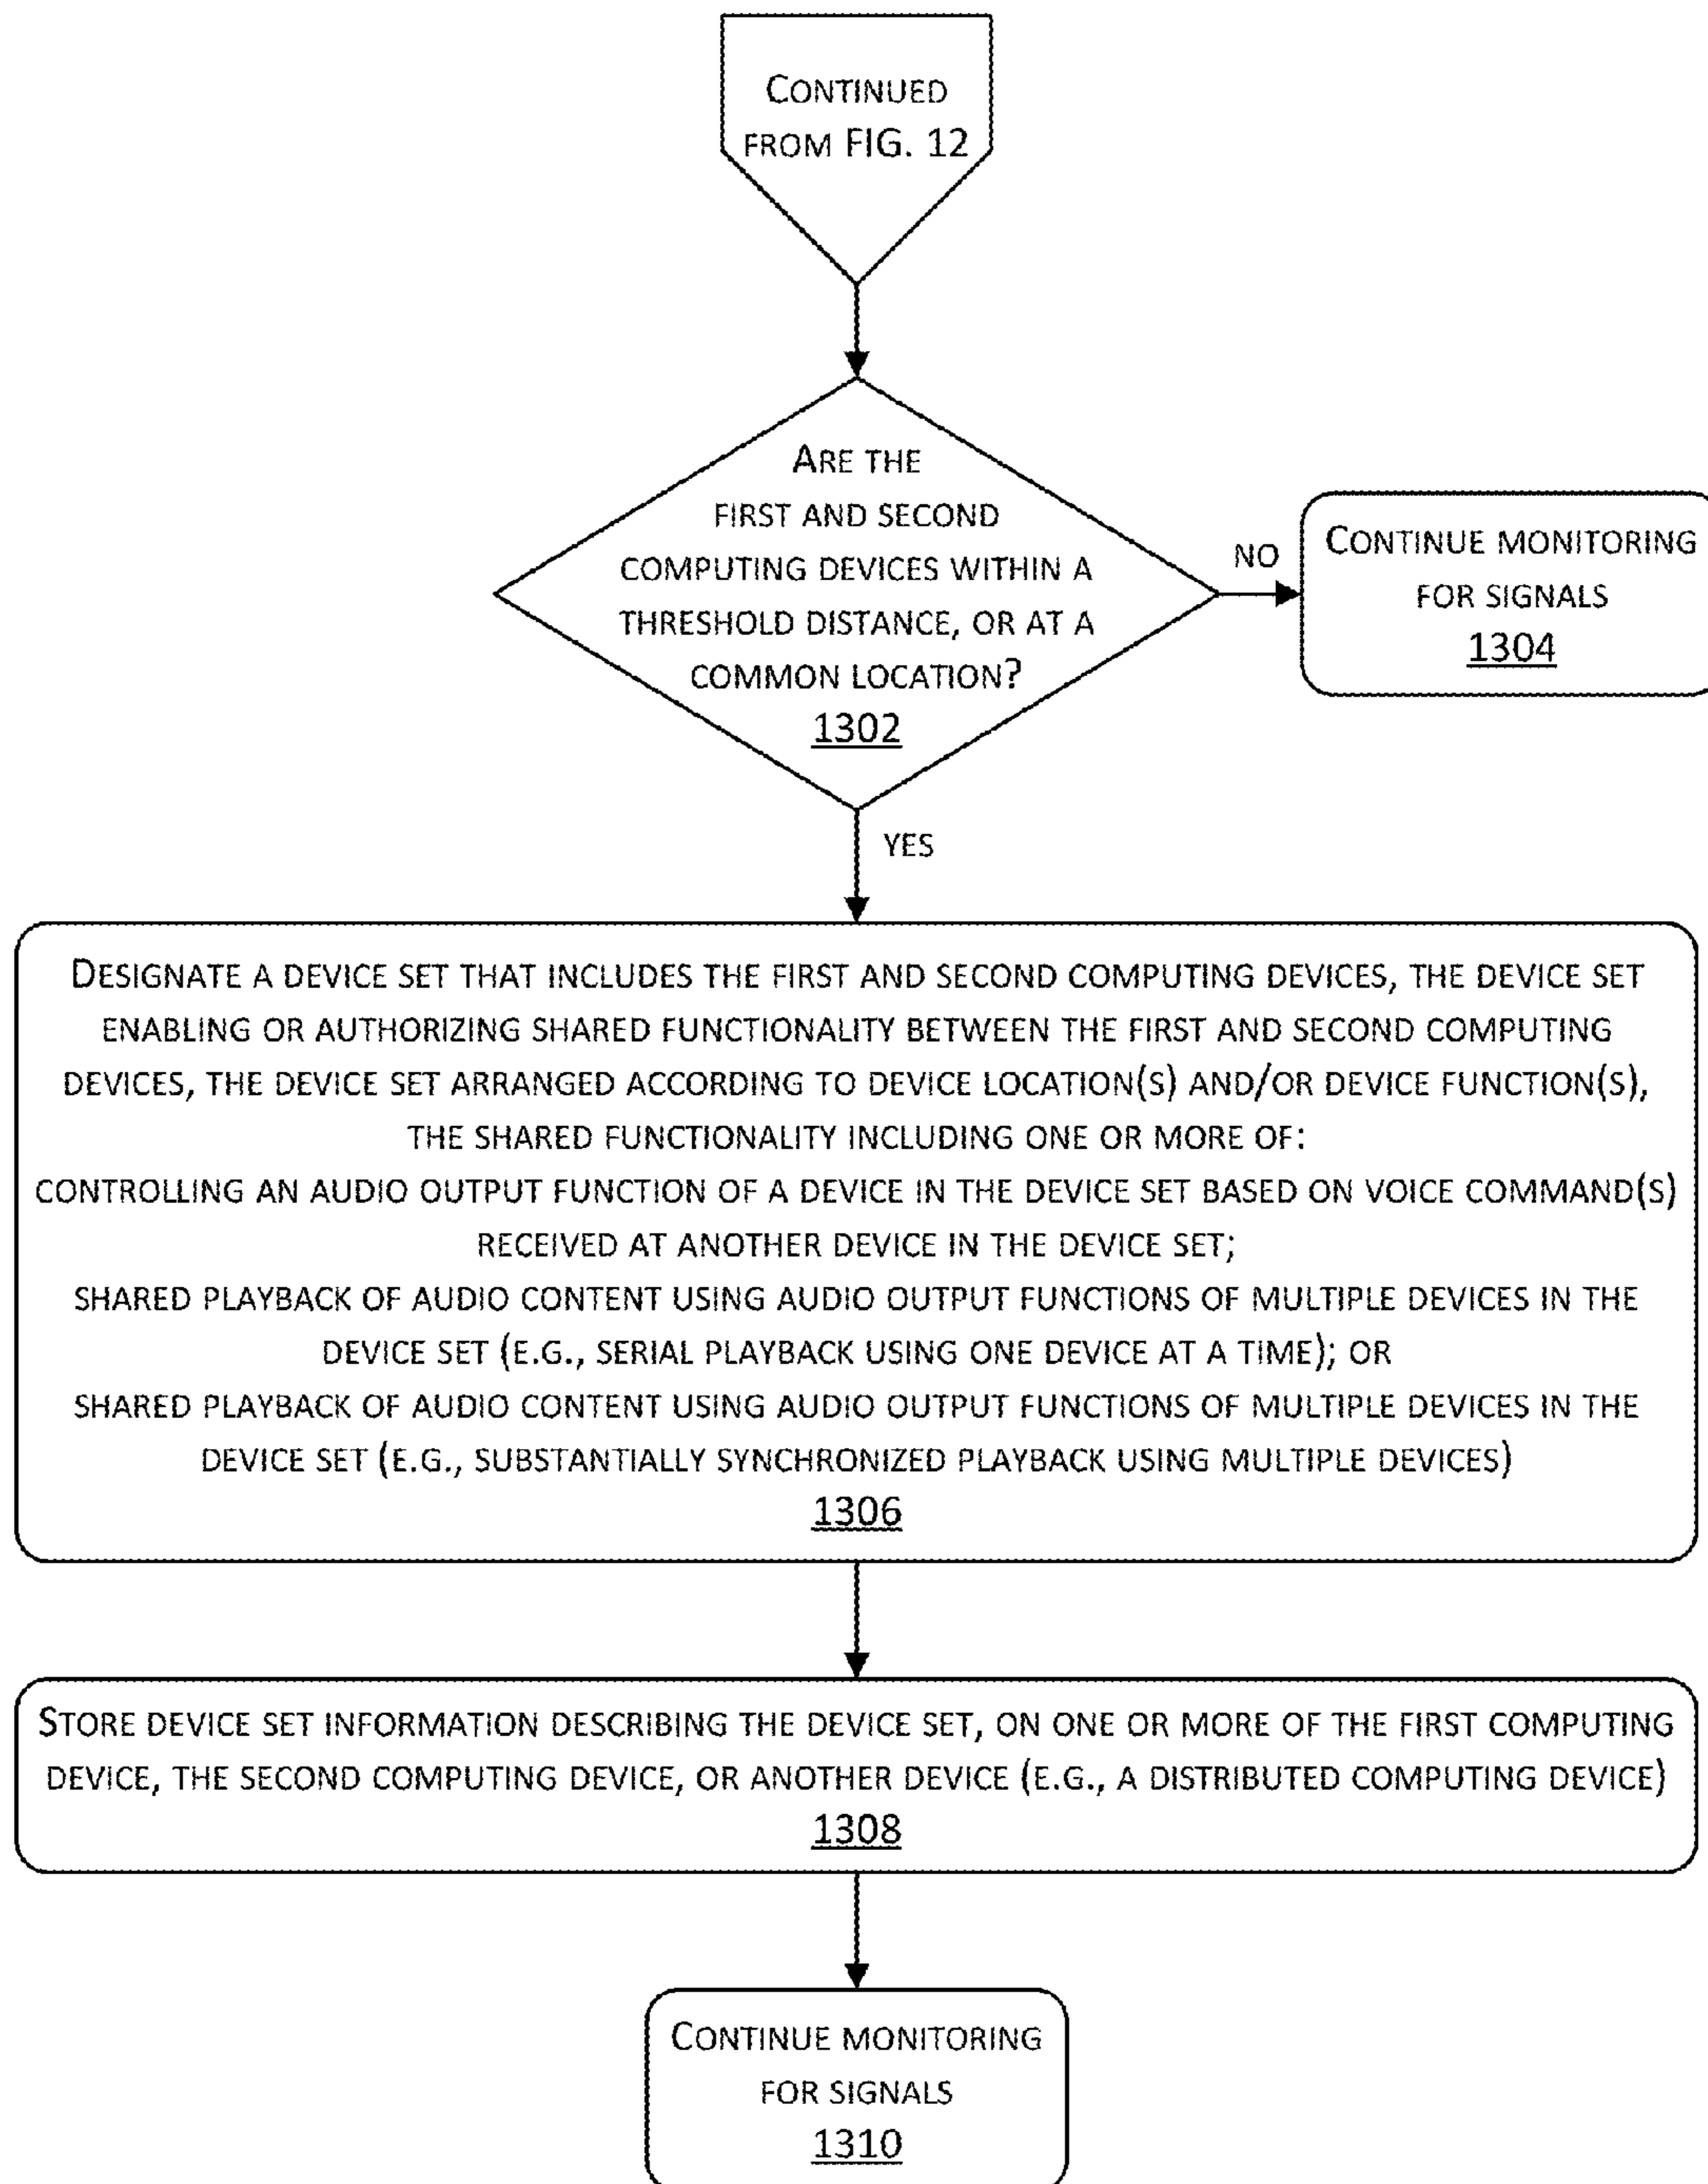 CONTINUED
FROM FIG. 12
ARE THE
FIRST AND SECOND
COMPUTING DEVICES WITHIN A
THRESHOLD DISTANCE, OR AT A
COMMON LOCATION?
1302
NO
CONTINUE MONITORING
FOR SIGNALS
1304
YES
DESIGNATE A DEVICE SET THAT INCLUDES THE FIRST AND SECOND COMPUTING DEVICES, THE DEVICE SET
ENABLING OR AUTHORIZING SHARED FUNCTIONALITY BETWEEN THE FIRST AND SECOND COMPUTING
DEVICES, THE DEVICE SET ARRANGED ACCORDING TO DEVICE LOCATION(S) AND/OR DEVICE FUNCTION(S),
THE SHARED FUNCTIONALITY INCLUDING ONE OR MORE OF:
CONTROLLING AN AUDIO OUTPUT FUNCTION OF A DEVICE IN THE DEVICE SET BASED ON VOICE COMMAND(S)
RECEIVED AT ANOTHER DEVICE IN THE DEVICE SET;
SHARED PLAYBACK OF AUDIO CONTENT USING AUDIO OUTPUT FUNCTIONS OF MULTIPLE DEVICES IN THE
DEVICE SET (E.G., SERIAL PLAYBACK USING ONE DEVICE AT A TIME); OR
SHARED PLAYBACK OF AUDIO CONTENT USING AUDIO OUTPUT FUNCTIONS OF MULTIPLE DEVICES IN THE
DEVICE SET (E.G., SUBSTANTIALLY SYNCHRONIZED PLAYBACK USING MULTIPLE DEVICES)
1306
STORE DEVICE SET INFORMATION DESCRIBING THE DEVICE SET, ON ONE OR MORE OF THE FIRST COMPUTING
DEVICE, THE SECOND COMPUTING DEVICE, OR ANOTHER DEVICE (E.G., A DISTRIBUTED COMPUTING DEVICE)
1308
CONTINUE MONITORING
FOR SIGNALS
1310